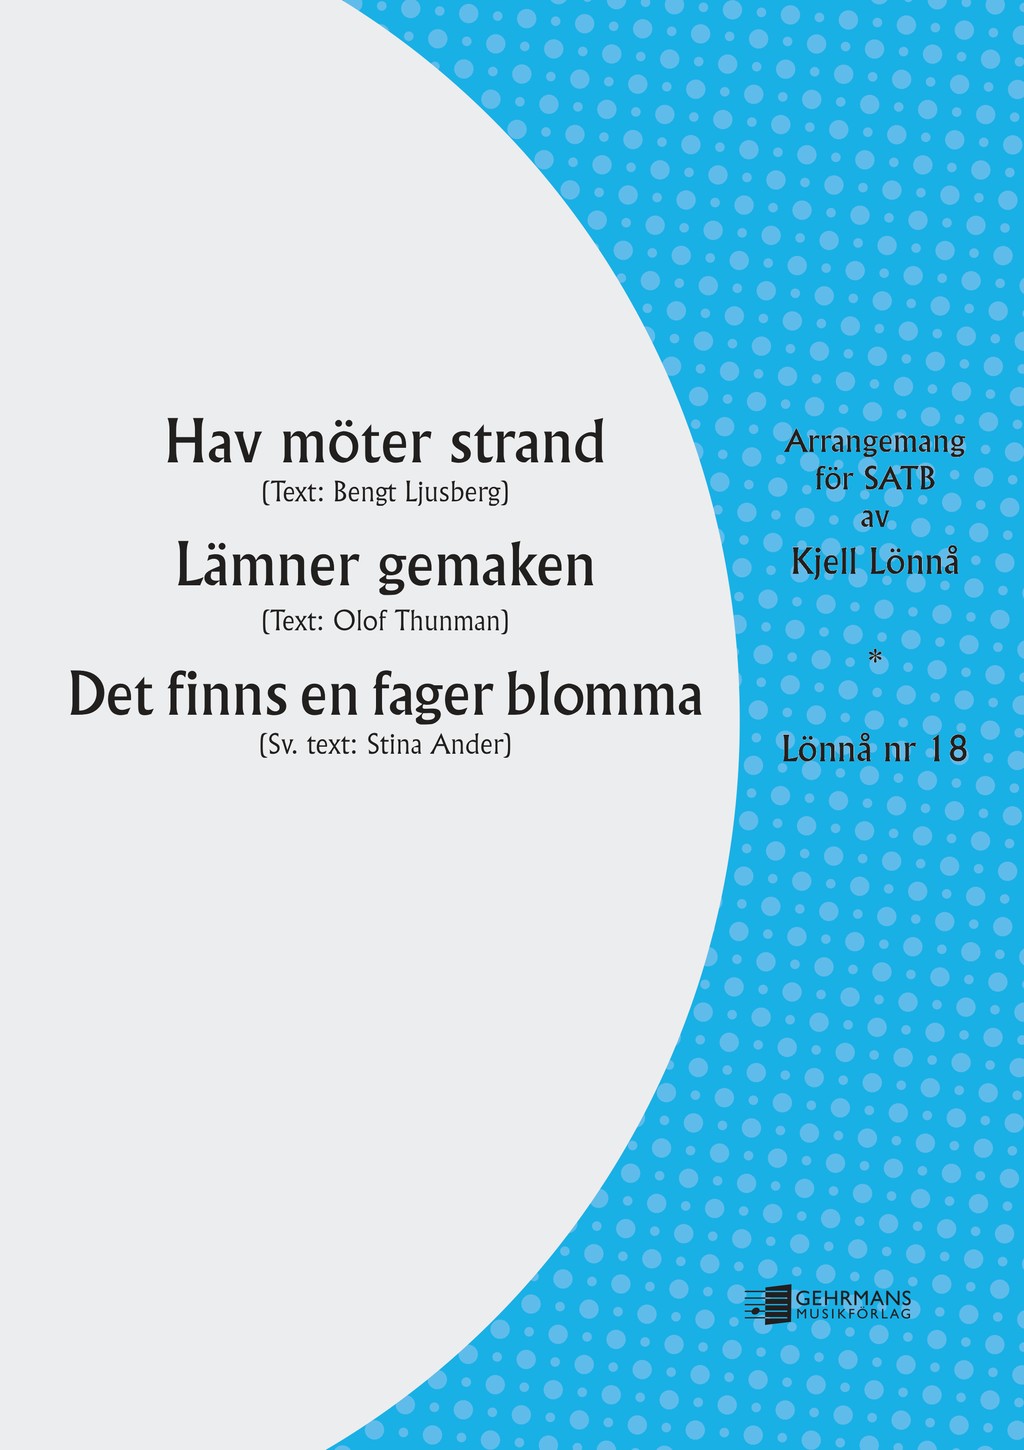 Hav möter strand
(Text: Bengt Ljusberg)
Lämner gemaken
(Text: Olof Thunman)
Det finns en fager blomma
(Sv. text: Stina Ander)
Arrangemang
för SATB
av
Kjell Lönnå
*
Lönnå nr 18
GEHRMANS
MUSIKFÖRLAG